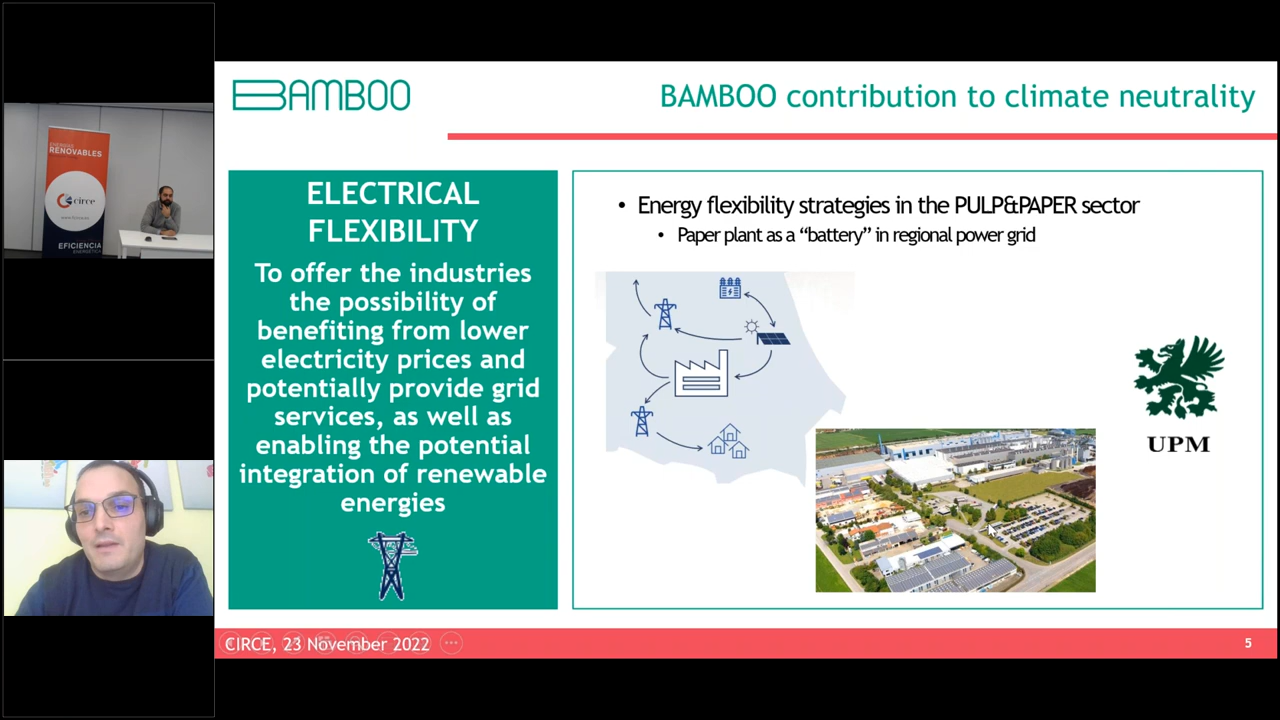 BAMBOO
BAMBOO contribution to climate neutrality
ENERGÍAS
RENOVABLES
circe
EFICIENCIA
ENERGÉTICA
ELECTRICAL
FLEXIBILITY
To offer the industries
the possibility of
benefiting from lower
electricity prices and
potentially provide grid
services, as well as
enabling the potential
integration of renewable
energies
• Energy flexibility strategies in the PULP&PAPER sector
• Paper plant as a “battery” in regional power grid
UPM
CIRCE, 23 November 2022
5